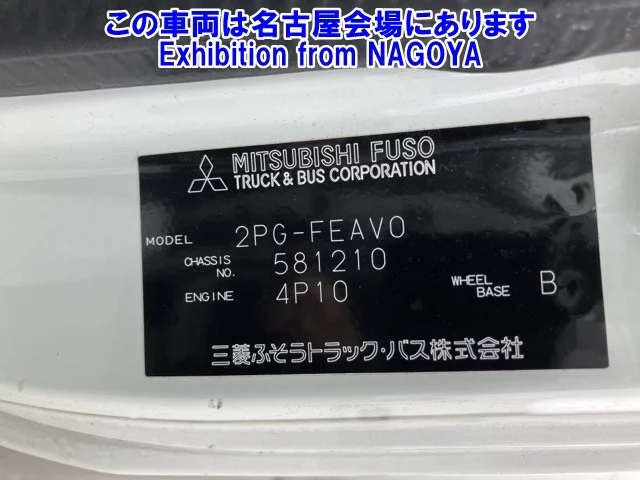 この車両は名古屋会場にあります
Exhibition from NAGOYA
MITSUBISHI FUSO
TRUCK & BUS CORPORATION
MODEL 2PG-FEAV0
CHASSIS NO. 581210
ENGINE 4P10 WHEEL BASE B
三菱ふそうトラック・バス株式会社